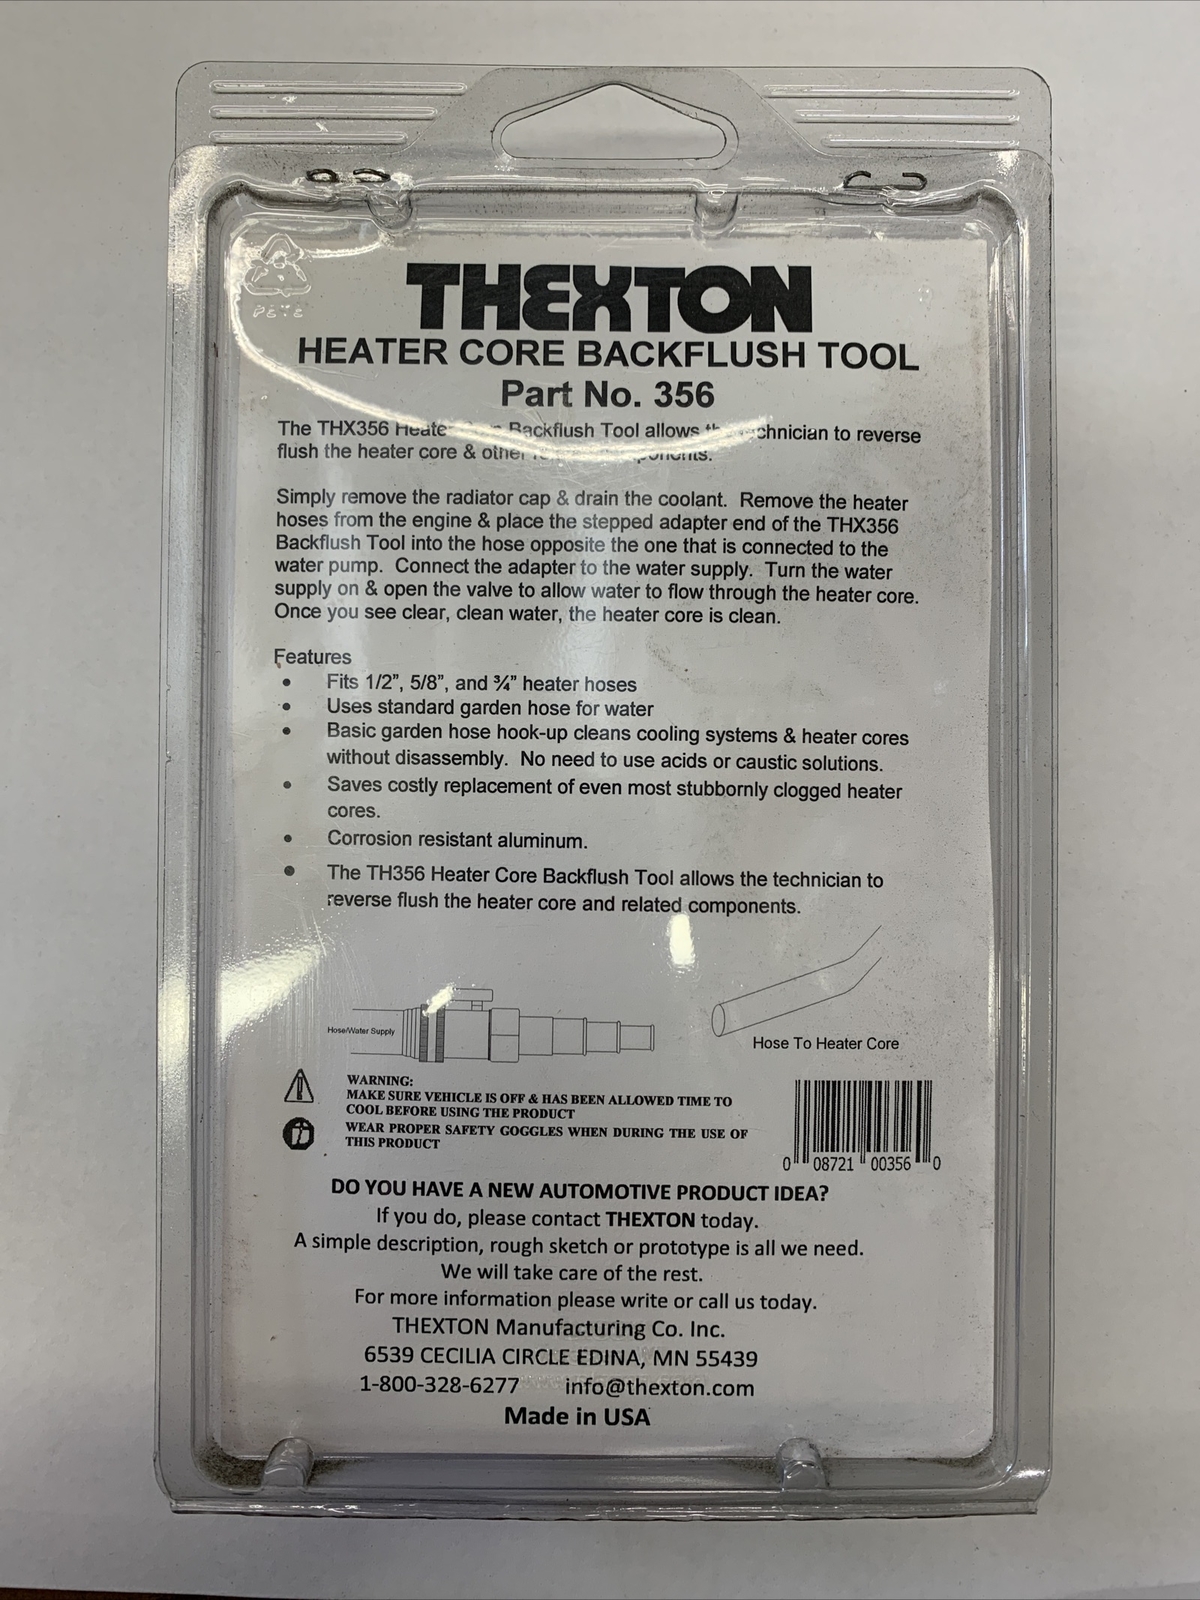 PETE
THEXTON
HEATER CORE BACKFLUSH TOOL
Part No. 356
The THX356 Heater Backflush Tool allows technician to reverse
flush the heater core & other
Simply remove the radiator cap & drain the coolant. Remove the heater
hoses from the engine & place the stepped adapter end of the THX356
Backflush Tool into the hose opposite the one that is connected to the
water pump. Connect the adapter to the water supply. Turn the water
supply on & open the valve to allow water to flow through the heater core.
Once you see clear, clean water, the heater core is clean.
Features
• Fits 1/2”, 5/8”, and ¾” heater hoses
• Uses standard garden hose for water
• Basic garden hose hook-up cleans cooling systems & heater cores
without disassembly. No need to use acids or caustic solutions.
• Saves costly replacement of even most stubbornly clogged heater
cores.
• Corrosion resistant aluminum.
• The TH356 Heater Core Backflush Tool allows the technician to
reverse flush the heater core and related components.
Hose/Water Supply
Hose To Heater Core
WARNING:
MAKE SURE VEHICLE IS OFF & HAS BEEN ALLOWED TIME TO
COOL BEFORE USING THE PRODUCT
WEAR PROPER SAFETY GOGGLES WHEN DURING THE USE OF
THIS PRODUCT
0 08721 00356 0
DO YOU HAVE A NEW AUTOMOTIVE PRODUCT IDEA?
If you do, please contact THEXTON today.
A simple description, rough sketch or prototype is all we need.
We will take care of the rest.
For more information please write or call us today.
THEXTON Manufacturing Co. Inc.
6539 CECILIA CIRCLE EDINA, MN 55439
1-800-328-6277 info@thexton.com
Made in USA